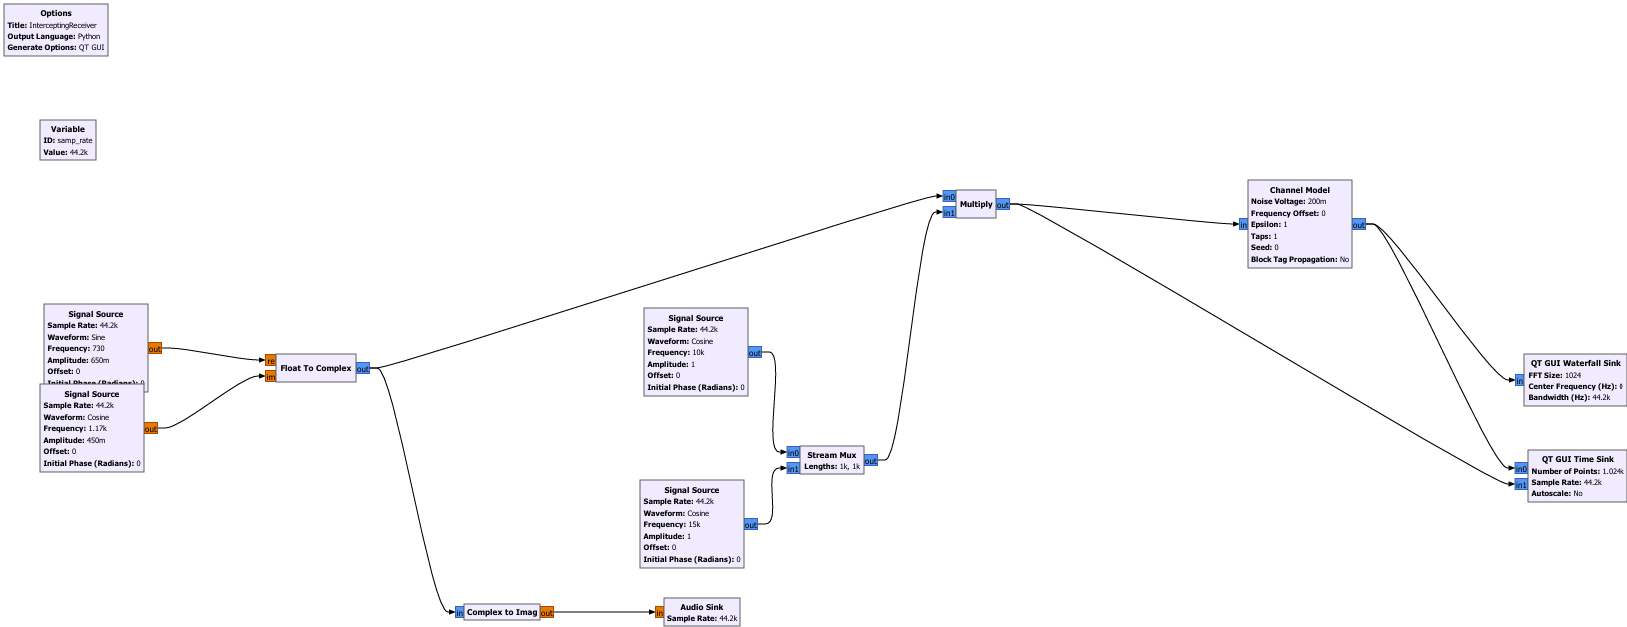 Options
Title: InterceptingReceiver
Output Language: Python
Generate Options: QT GUI
Variable
ID: samp_rate
Value: 44.2k
Signal Source
Sample Rate: 44.2k
Waveform: Sine
Frequency: 730
Amplitude: 650m
Offset: 0
Initial Phase (Radians): 0
out
Signal Source
Sample Rate: 44.2k
Waveform: Cosine
Frequency: 1.17k
Amplitude: 450m
Offset: 0
Initial Phase (Radians): 0
out
re
im
Float To Complex
out
Signal Source
Sample Rate: 44.2k
Waveform: Cosine
Frequency: 10k
Amplitude: 1
Offset: 0
Initial Phase (Radians): 0
out
Signal Source
Sample Rate: 44.2k
Waveform: Cosine
Frequency: 15k
Amplitude: 1
Offset: 0
Initial Phase (Radians): 0
out
in0
in1
Stream Mux
Lengths: 1k, 1k
out
in
Complex to Imag
out
in
Audio Sink
Sample Rate: 44.2k
in0
in1
Multiply
out
in
Channel Model
Noise Voltage: 200m
Frequency Offset: 0
Epsilon: 1
Taps: 1
Seed: 0
Block Tag Propagation: No
out
in
QT GUI Waterfall Sink
FFT Size: 1024
Center Frequency (Hz): 0
Bandwidth (Hz): 44.2k
in0
in1
QT GUI Time Sink
Number of Points: 1.024k
Sample Rate: 44.2k
Autoscale: No